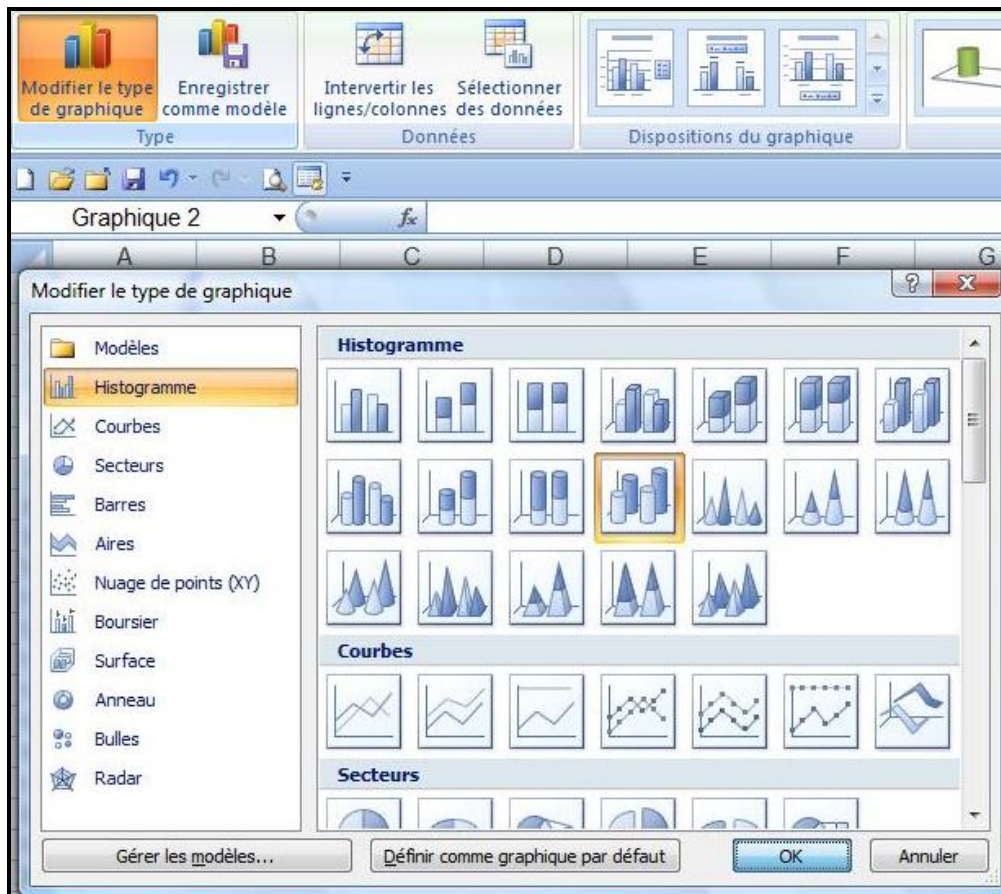 Modifier le type de graphique
Enregistrer comme modèle
Intervertir les lignes/colonnes
Sélectionner des données
Type
Données
Dispositions du graphique
Graphique 2
fx
A B C D E F G
Modifier le type de graphique
Modèles
Histogramme
Courbes
Secteurs
Barres
Aires
Nuage de points (XY)
Boursier
Surface
Anneau
Bulles
Radar
Histogramme
Courbes
Secteurs
Gérer les modèles...
Définir comme graphique par défaut
OK
Annuler